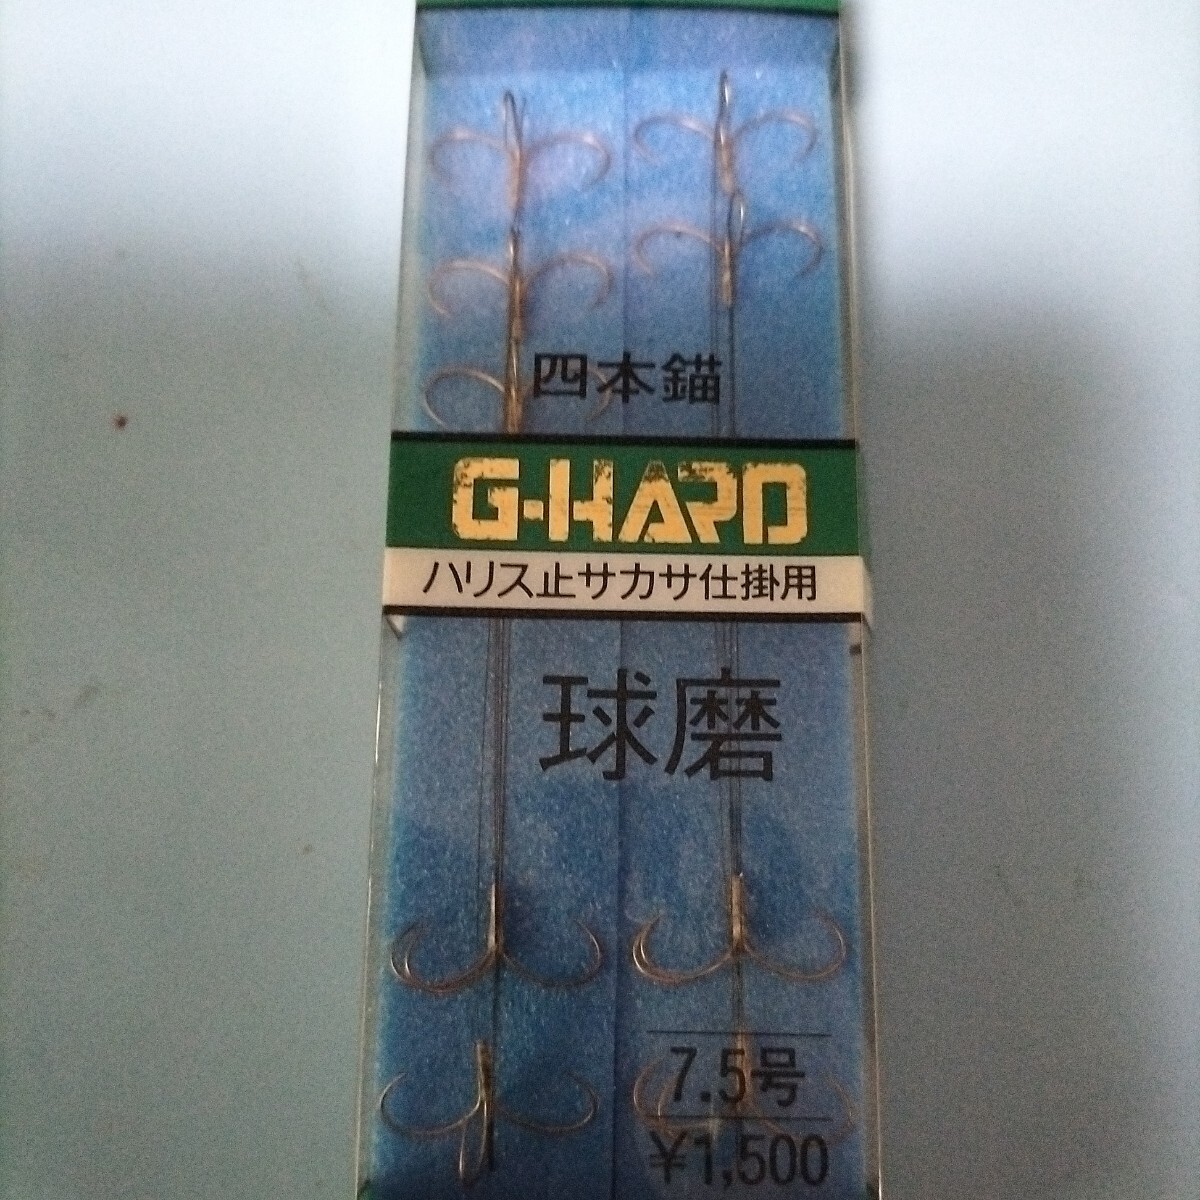 四本錨
G-HARD
ハリス止サカサ仕掛用
球磨
7.5号
¥1,500